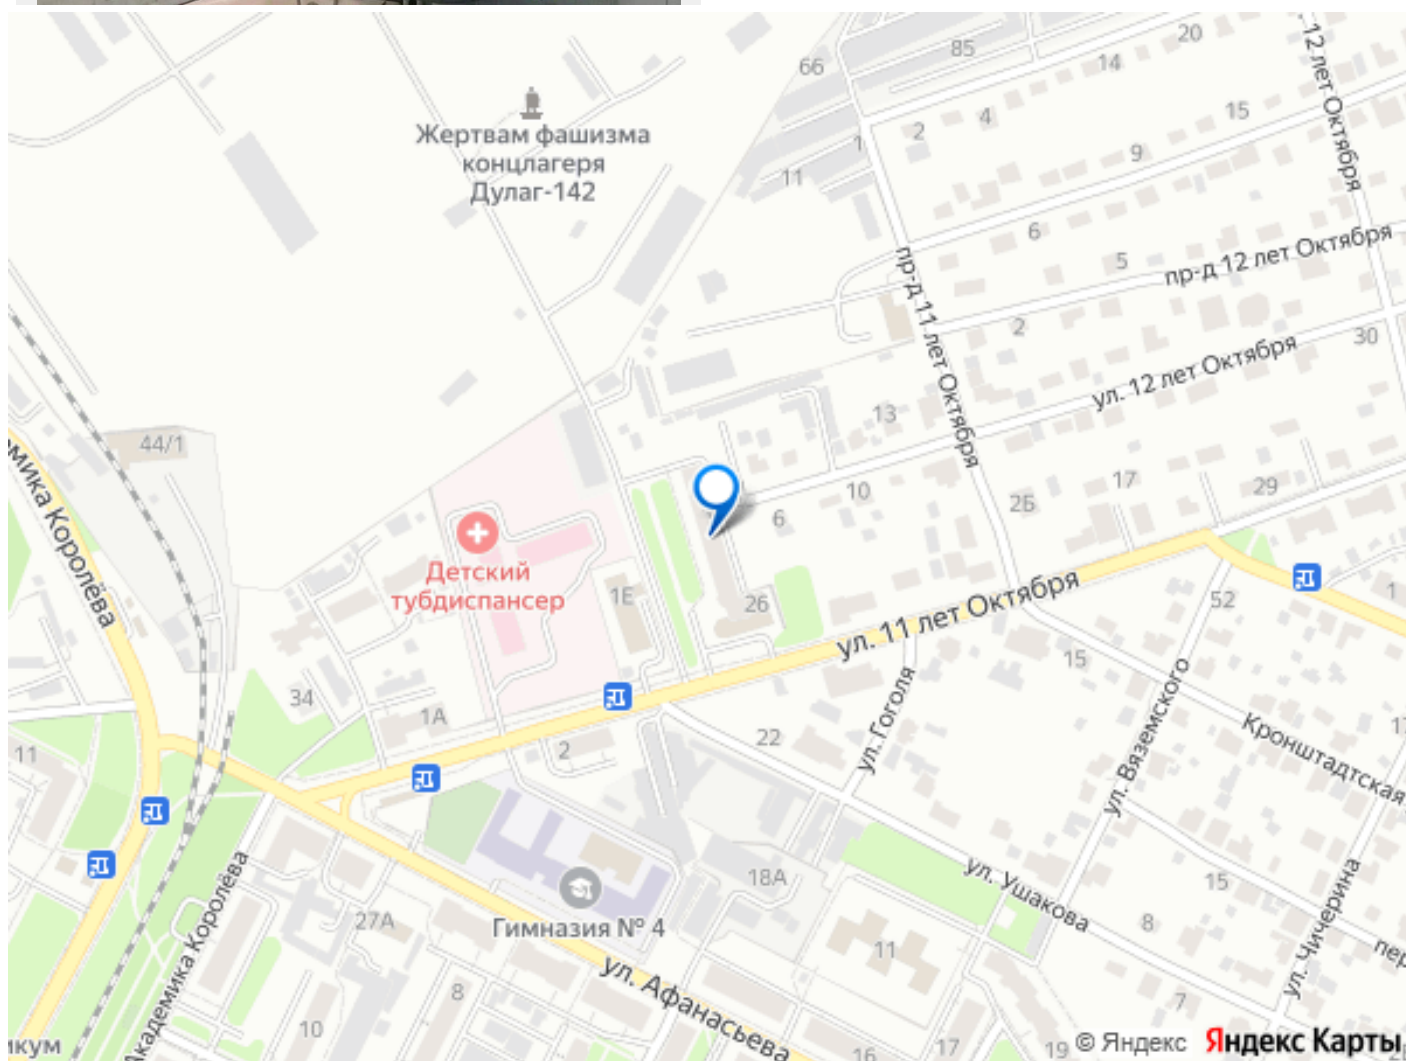 20
85
14
66
12 лет Октября
4
15
2
Жертвам фашизма
концлагеря
Дулаг-142
1
9
11
6
5
пр-д 12 лет Октября
пр-д 11 лет Октября
2
30
ул. 12 лет Октября
13
44/1
10
17
29
2Б
6
Детский
тубдиспансер
1Е
26
ул. 11 лет Октября
52
1
15
34
1А
22
ул. Гоголя
ул. Вяземского
Кронштадтская
11
2
18А
ул. Ушакова
15
27А
Гимназия № 4
8
11
ул. Чичерина
пер
Академика Королёва
емика Королёва
ул. Афанасьева
8
10
7
16
17
19
икум
© Яндекс
Яндекс Карты